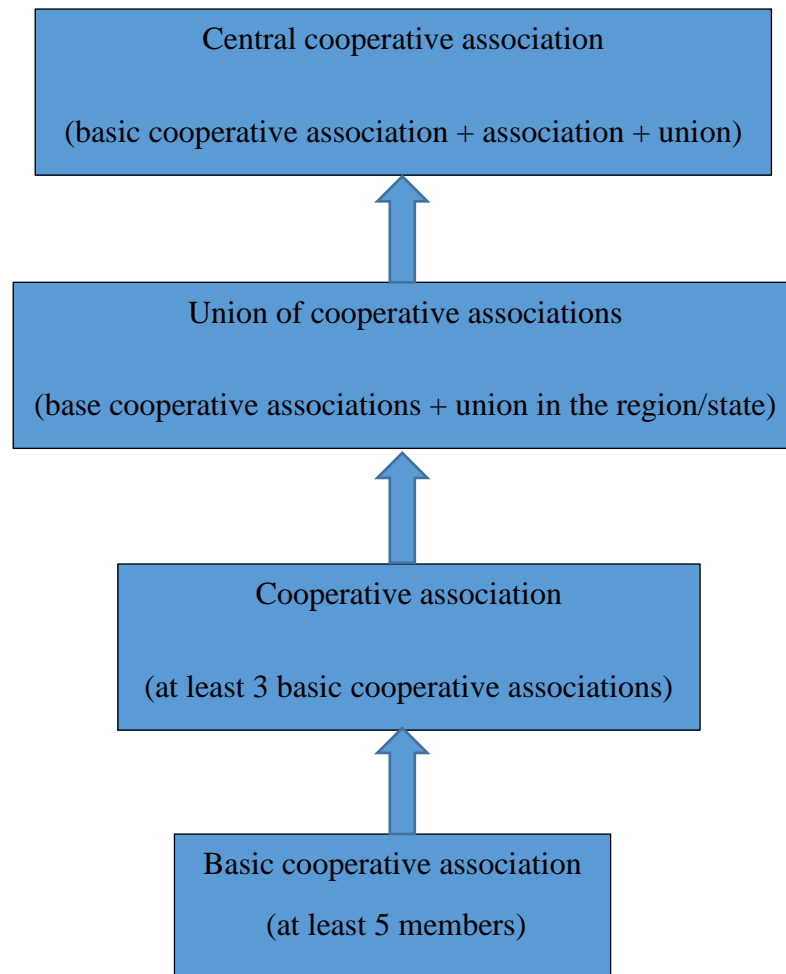 Central cooperative association
(basic cooperative association + association + union)
Union of cooperative associations
(base cooperative associations + union in the region/state)
Cooperative association
(at least 3 basic cooperative associations)
Basic cooperative association
(at least 5 members)